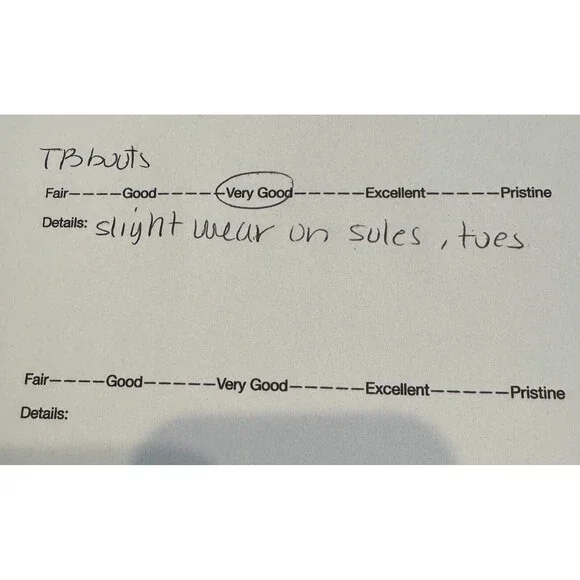 TB boots
Fair----Good-----Very Good------Excellent------Pristine
Details: slight wear on soles, toes
Fair----Good-----Very Good------Excellent------Pristine
Details: